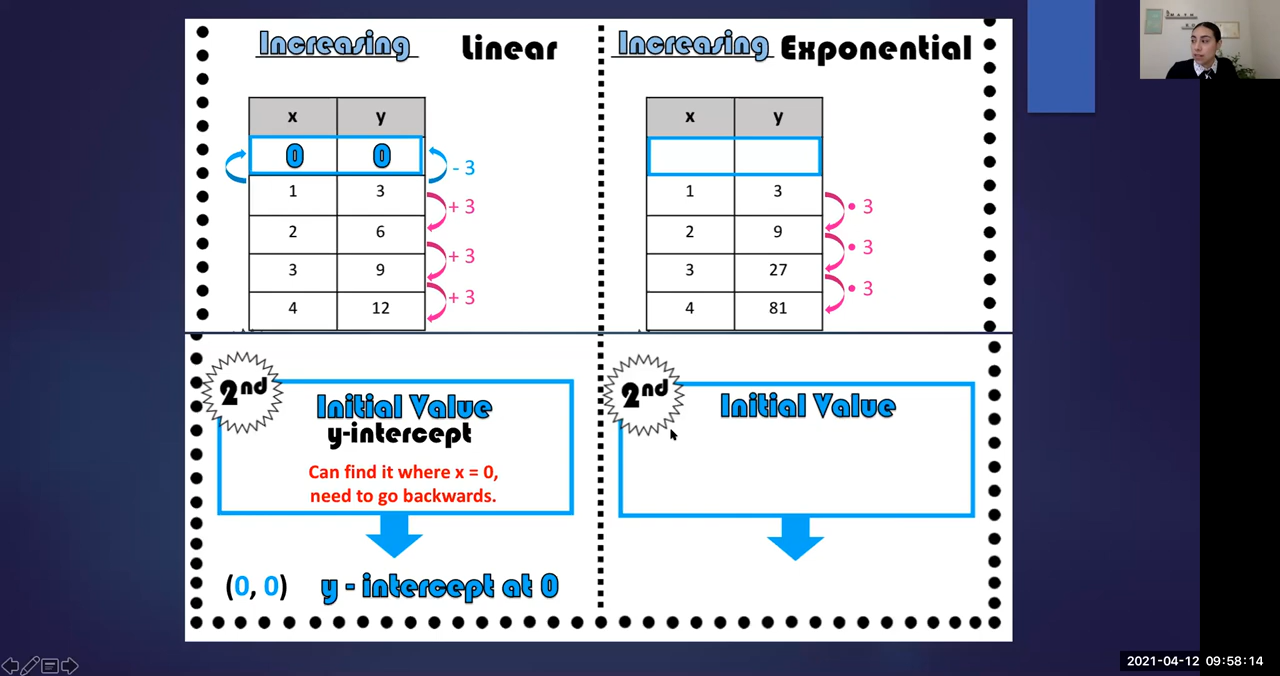 Increasing Linear
x y
0 0
- 3
1 3
+ 3
2 6
+ 3
3 9
+ 3
4 12
Increasing Exponential
x y
1 3
• 3
2 9
• 3
3 27
• 3
4 81
2nd
Initial Value
y-intercept
Can find it where x = 0,
need to go backwards.
(0, 0) y - intercept at 0
2nd
Initial Value
2021-04-12 09:58:14